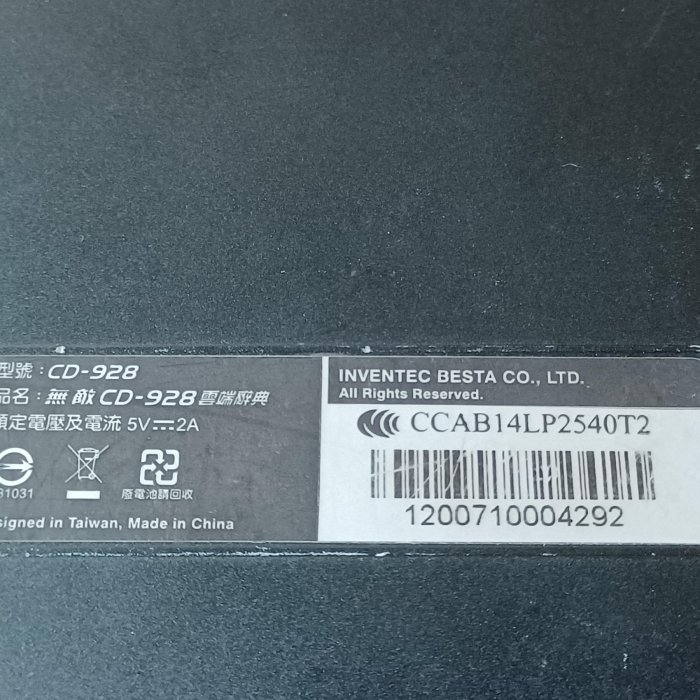 型號：CD-928
品名：無敵 CD-928 雲端辭典
額定電壓及電流 5V⎓2A
31031
廢電池請回收
signed in Taiwan, Made in China
INVENTEC BESTA CO., LTD.
All Rights Reserved.
CCAB14LP2540T2
1200710004292